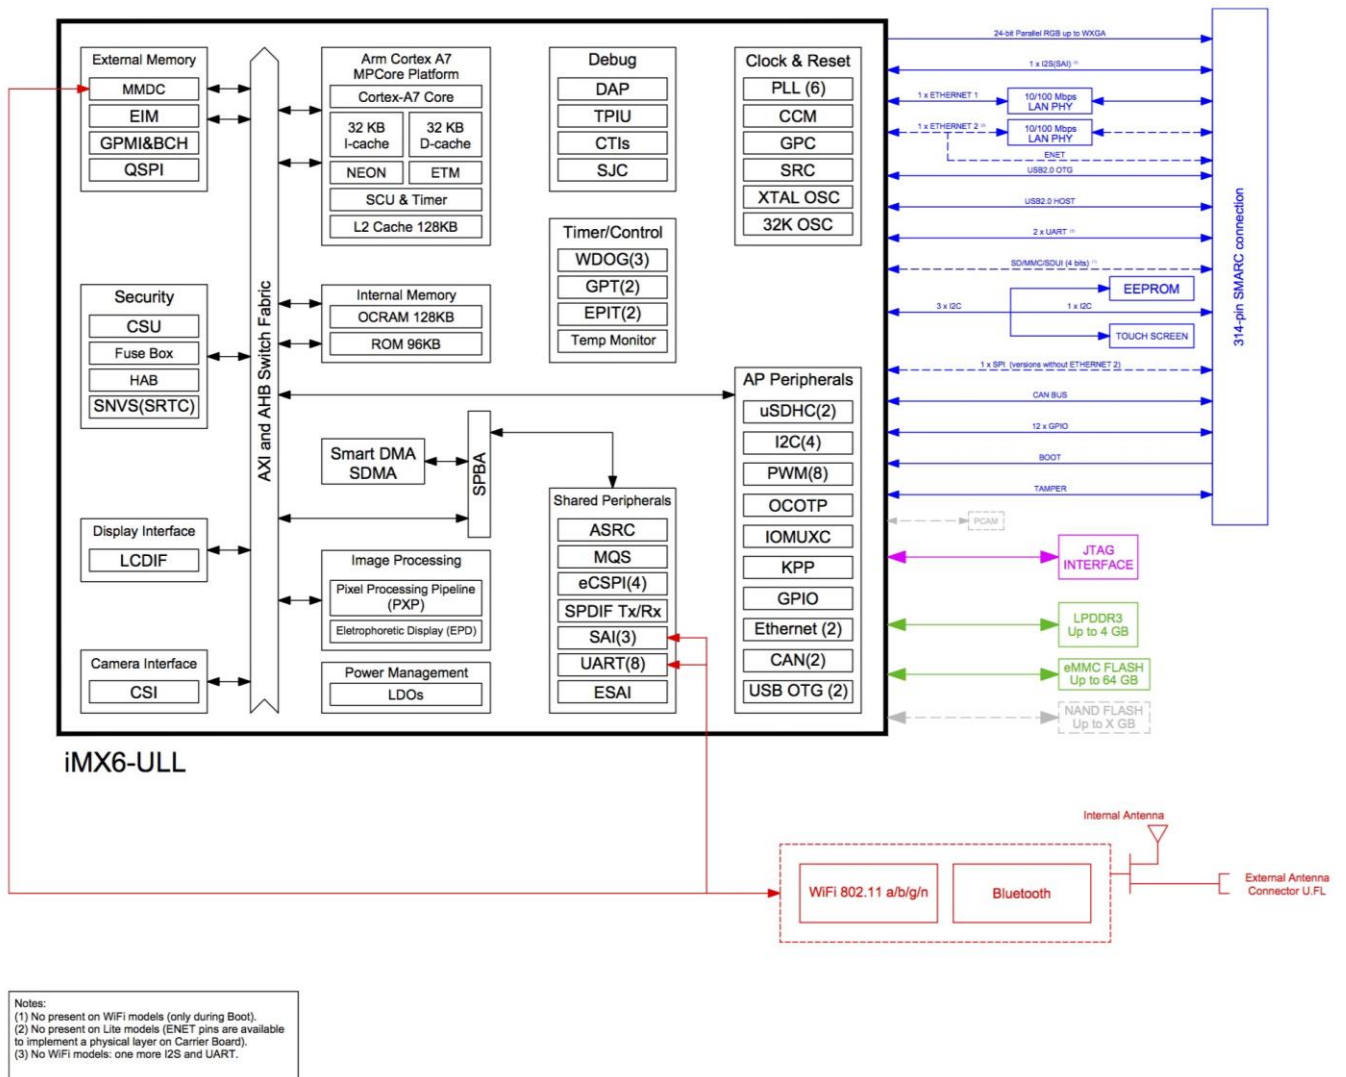 External Memory
MMDC
EIM
GPMI&BCH
QSPI
Security
CSU
Fuse Box
HAB
SNVS(SRTC)
Display Interface
LCDIF
Camera Interface
CSI
AXI and AHB Switch Fabric
Arm Cortex A7
MPCore Platform
Cortex-A7 Core
32 KB
I-cache
32 KB
D-cache
NEON
ETM
SCU & Timer
L2 Cache 128KB
Internal Memory
OCRAM 128KB
ROM 96KB
Smart DMA
SDMA
SPBA
Image Processing
Pixel Processing Pipeline
(PXP)
Eletrophoretic Display (EPD)
Power Management
LDOs
Debug
DAP
TPIU
CTIs
SJC
Timer/Control
WDOG(3)
GPT(2)
EPIT(2)
Temp Monitor
Shared Peripherals
ASRC
MQS
eCSPI(4)
SPDIF Tx/Rx
SAI(3)
UART(8)
ESAI
Clock & Reset
PLL (6)
CCM
GPC
SRC
XTAL OSC
32K OSC
AP Peripherals
uSDHC(2)
I2C(4)
PWM(8)
OCOTP
IOMUXC
KPP
GPIO
Ethernet (2)
CAN(2)
USB OTG (2)
iMX6-ULL
24-bit Parallel RGB up to WXGA
1 x I2S(SAI)
1 x ETHERNET 1
10/100 Mbps
LAN PHY
1 x ETHERNET 2
10/100 Mbps
LAN PHY
ENET
USB2.0 OTG
USB2.0 HOST
2 x UART
SD/MMC/SDUI (4 bits)
EEPROM
3 x I2C
1 x I2C
TOUCH SCREEN
1 x SPI (versions without ETHERNET 2)
CAN BUS
12 x GPIO
BOOT
TAMPER
314-pin SMARC connection
PCAM
JTAG
INTERFACE
LPDDR3
Up to 4 GB
eMMC FLASH
Up to 64 GB
NAND FLASH
Up to X GB
Internal Antenna
WiFi 802.11 a/b/g/n
Bluetooth
External Antenna
Connector U.FL
Notes:
(1) No present on WiFi models (only during Boot).
(2) No present on Lite models (ENET pins are available
to implement a physical layer on Carrier Board).
(3) No WiFi models: one more I2S and UART.